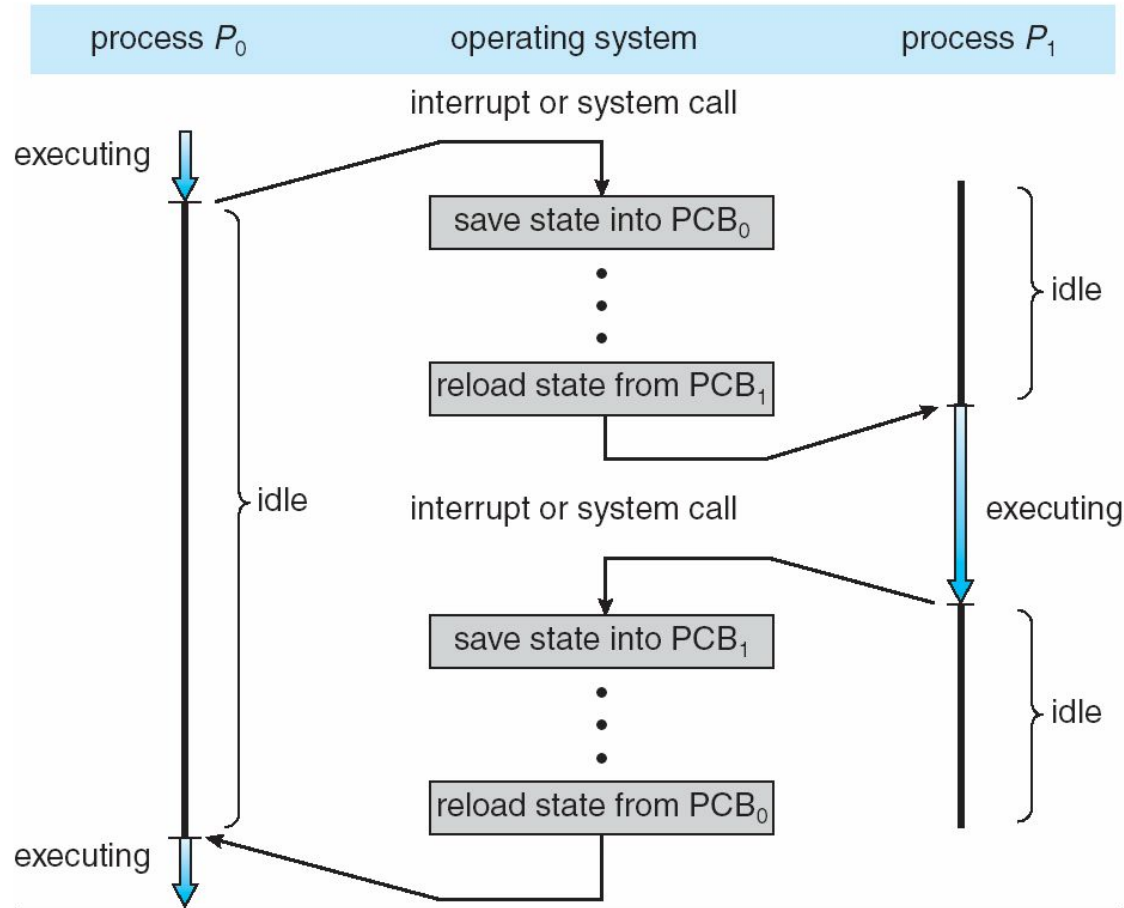 process P₀ operating system process P₁
interrupt or system call
executing
save state into PCB₀
idle
reload state from PCB₁
idle
interrupt or system call
executing
save state into PCB₁
idle
reload state from PCB₀
executing